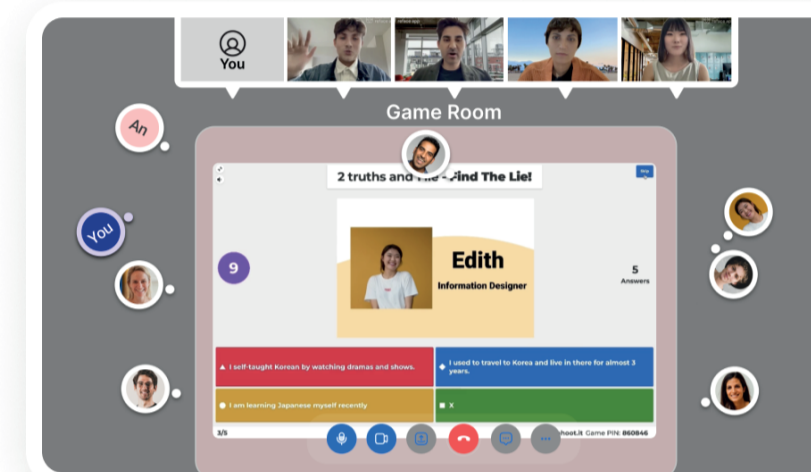 You
Game Room
An
2 truths and
- Find The Lie!
You
9
Edith
Information Designer
5
Answers
I self-taught Korean by watching dramas and shows.
I used to travel to Korea and live in there for almost 3
years.
I am learning Japanese myself recently
X
3/5
hoot.it Game PIN: 860846